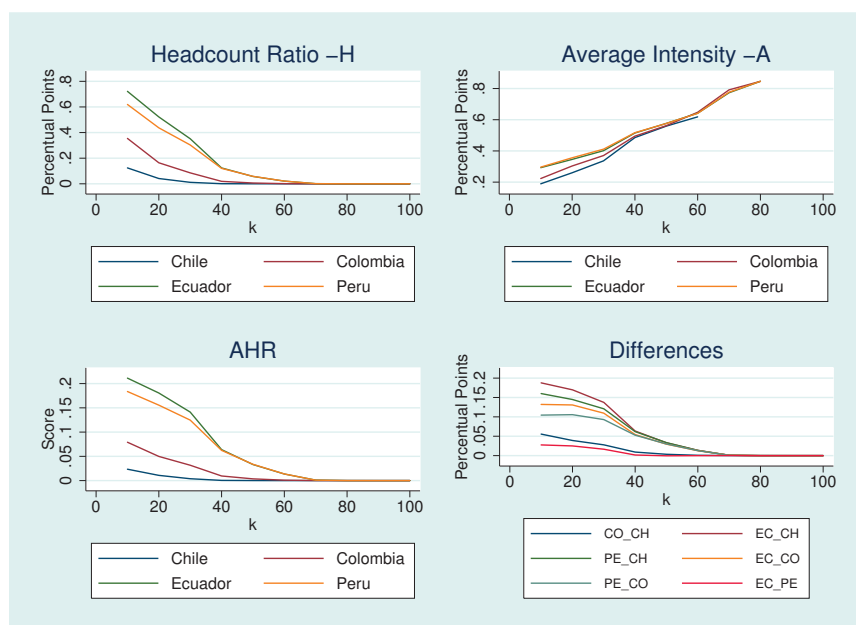 Headcount Ratio –H
Percentual Points
0 .2 .4 .6 .8
0 20 40 60 80 100
k
Chile Colombia
Ecuador Peru
Average Intensity –A
Percentual Points
.2 .4 .6 .8
0 20 40 60 80 100
k
Chile Colombia
Ecuador Peru
AHR
Score
0 .05 .1 .15 .2
0 20 40 60 80 100
k
Chile Colombia
Ecuador Peru
Differences
Percentual Points
0 .05 .1 .15 .2
0 20 40 60 80 100
k
CO_CH EC_CH
PE_CH EC_CO
PE_CO EC_PE